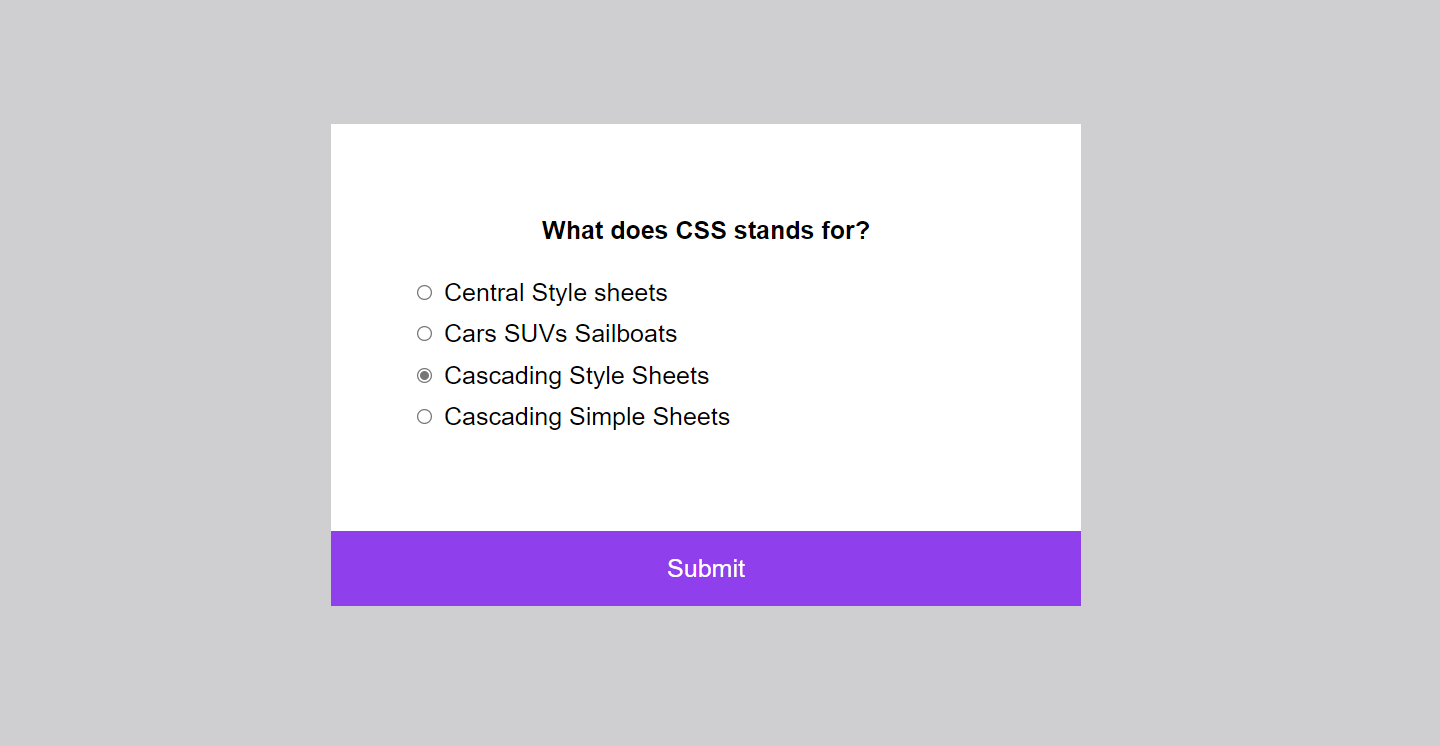 What does CSS stands for?
Central Style sheets
Cars SUVs Sailboats
Cascading Style Sheets
Cascading Simple Sheets
Submit